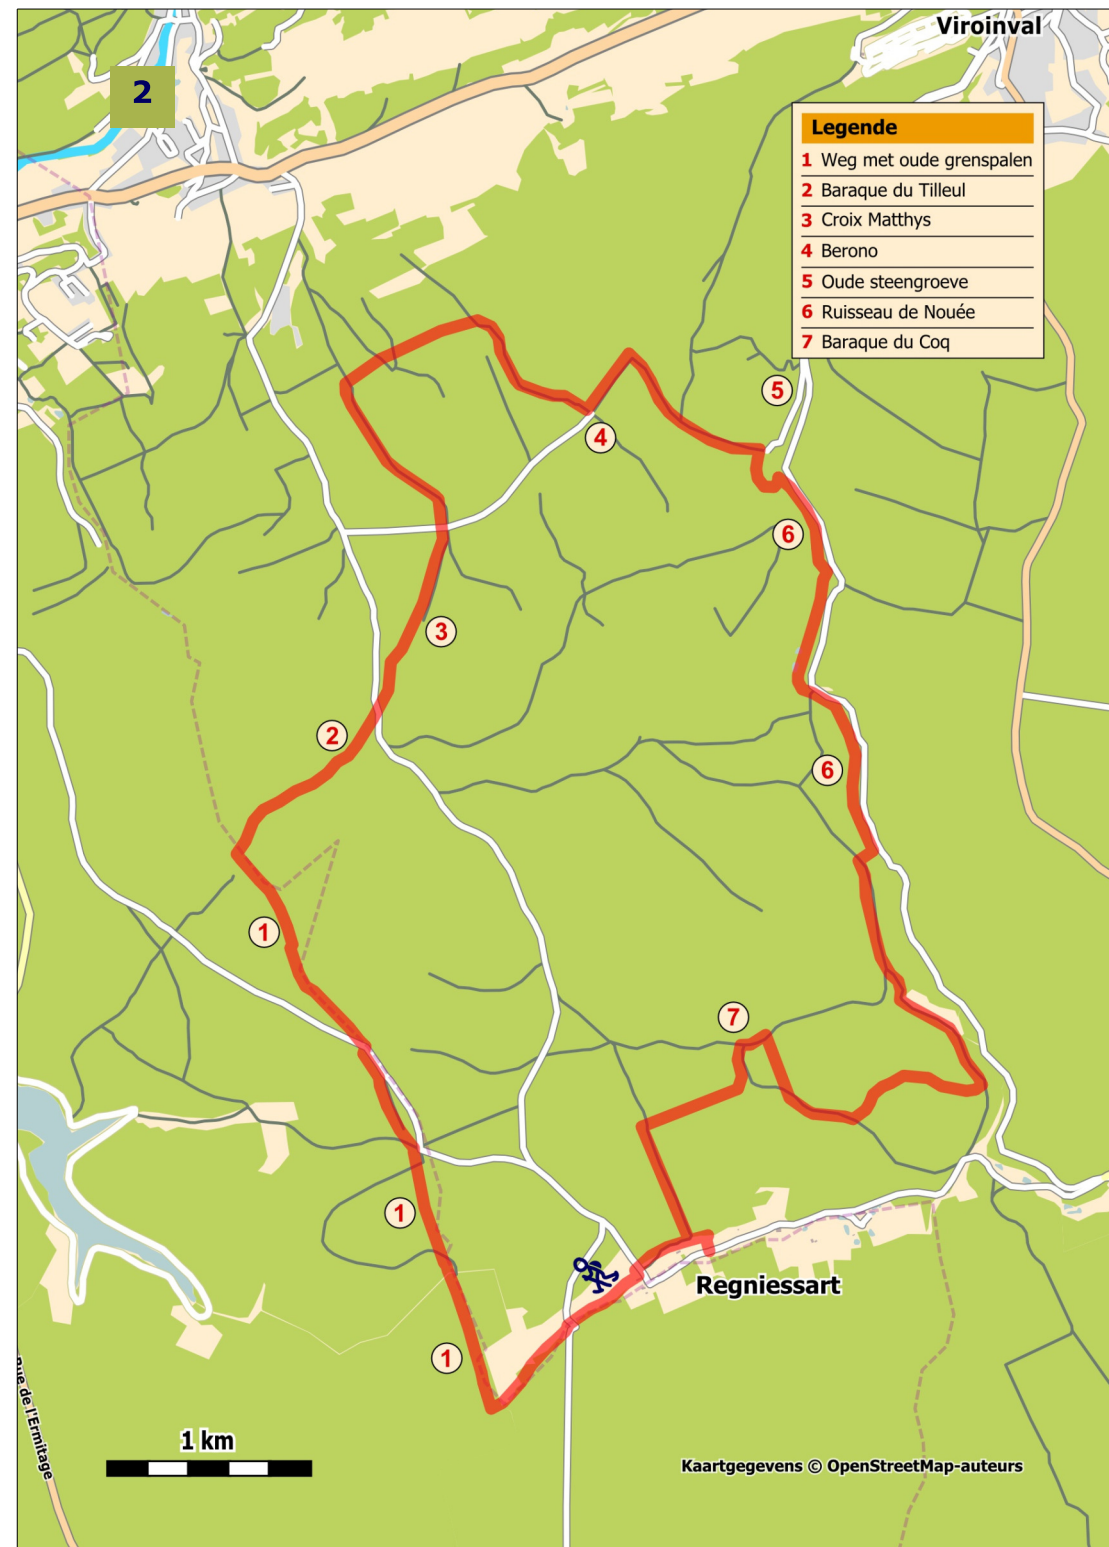 Viroinval
2
Legende
1 Weg met oude grenspalen
2 Baraque du Tilleul
3 Croix Matthys
4 Berono
5 Oude steengroeve
6 Ruisseau de Nouée
7 Baraque du Coq
5
4
6
3
2
6
1
7
1
Regniessart
1
Rue de l'Ermitage
1 km
Kaartgegevens © OpenStreetMap-auteurs